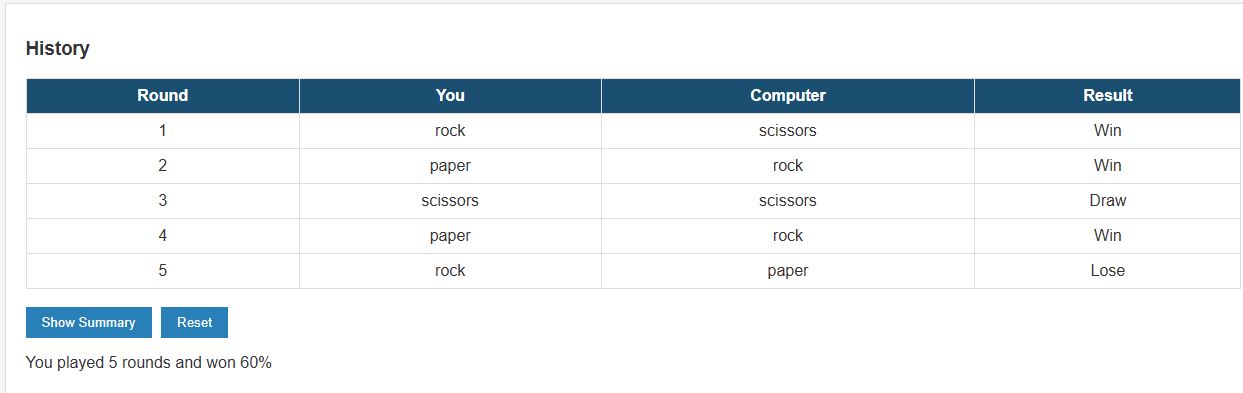 History
Round You Computer Result
1 rock scissors Win
2 paper rock Win
3 scissors scissors Draw
4 paper rock Win
5 rock paper Lose
Show Summary Reset
You played 5 rounds and won 60%